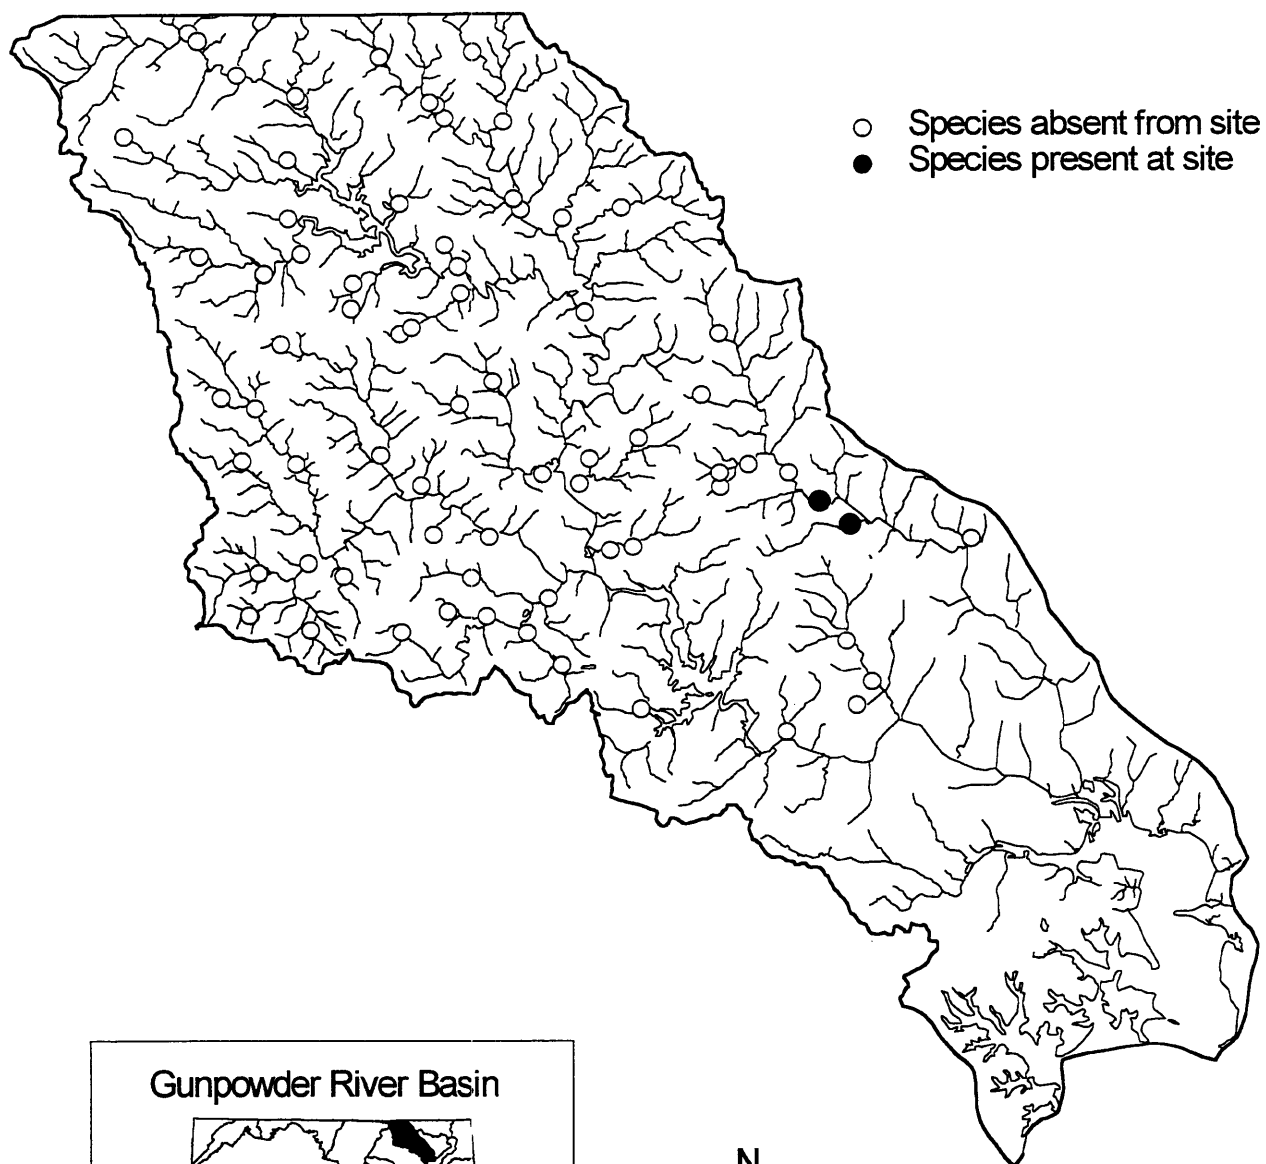 Species absent from site
Species present at site
Gunpowder River Basin
N